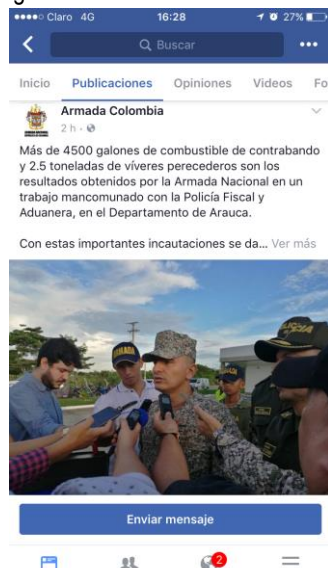 Claro 4G 16:28 27%
Buscar
Inicio Publicaciones Opiniones Videos Fo
Armada Colombia
2 h
Más de 4500 galones de combustible de contrabando
y 2.5 toneladas de víveres perecederos son los
resultados obtenidos por la Armada Nacional en un
trabajo mancomunado con la Policía Fiscal y
Aduanera, en el Departamento de Arauca.
Con estas importantes incautaciones se da... Ver más
ARMADA
POLICIA
Enviar mensaje
2